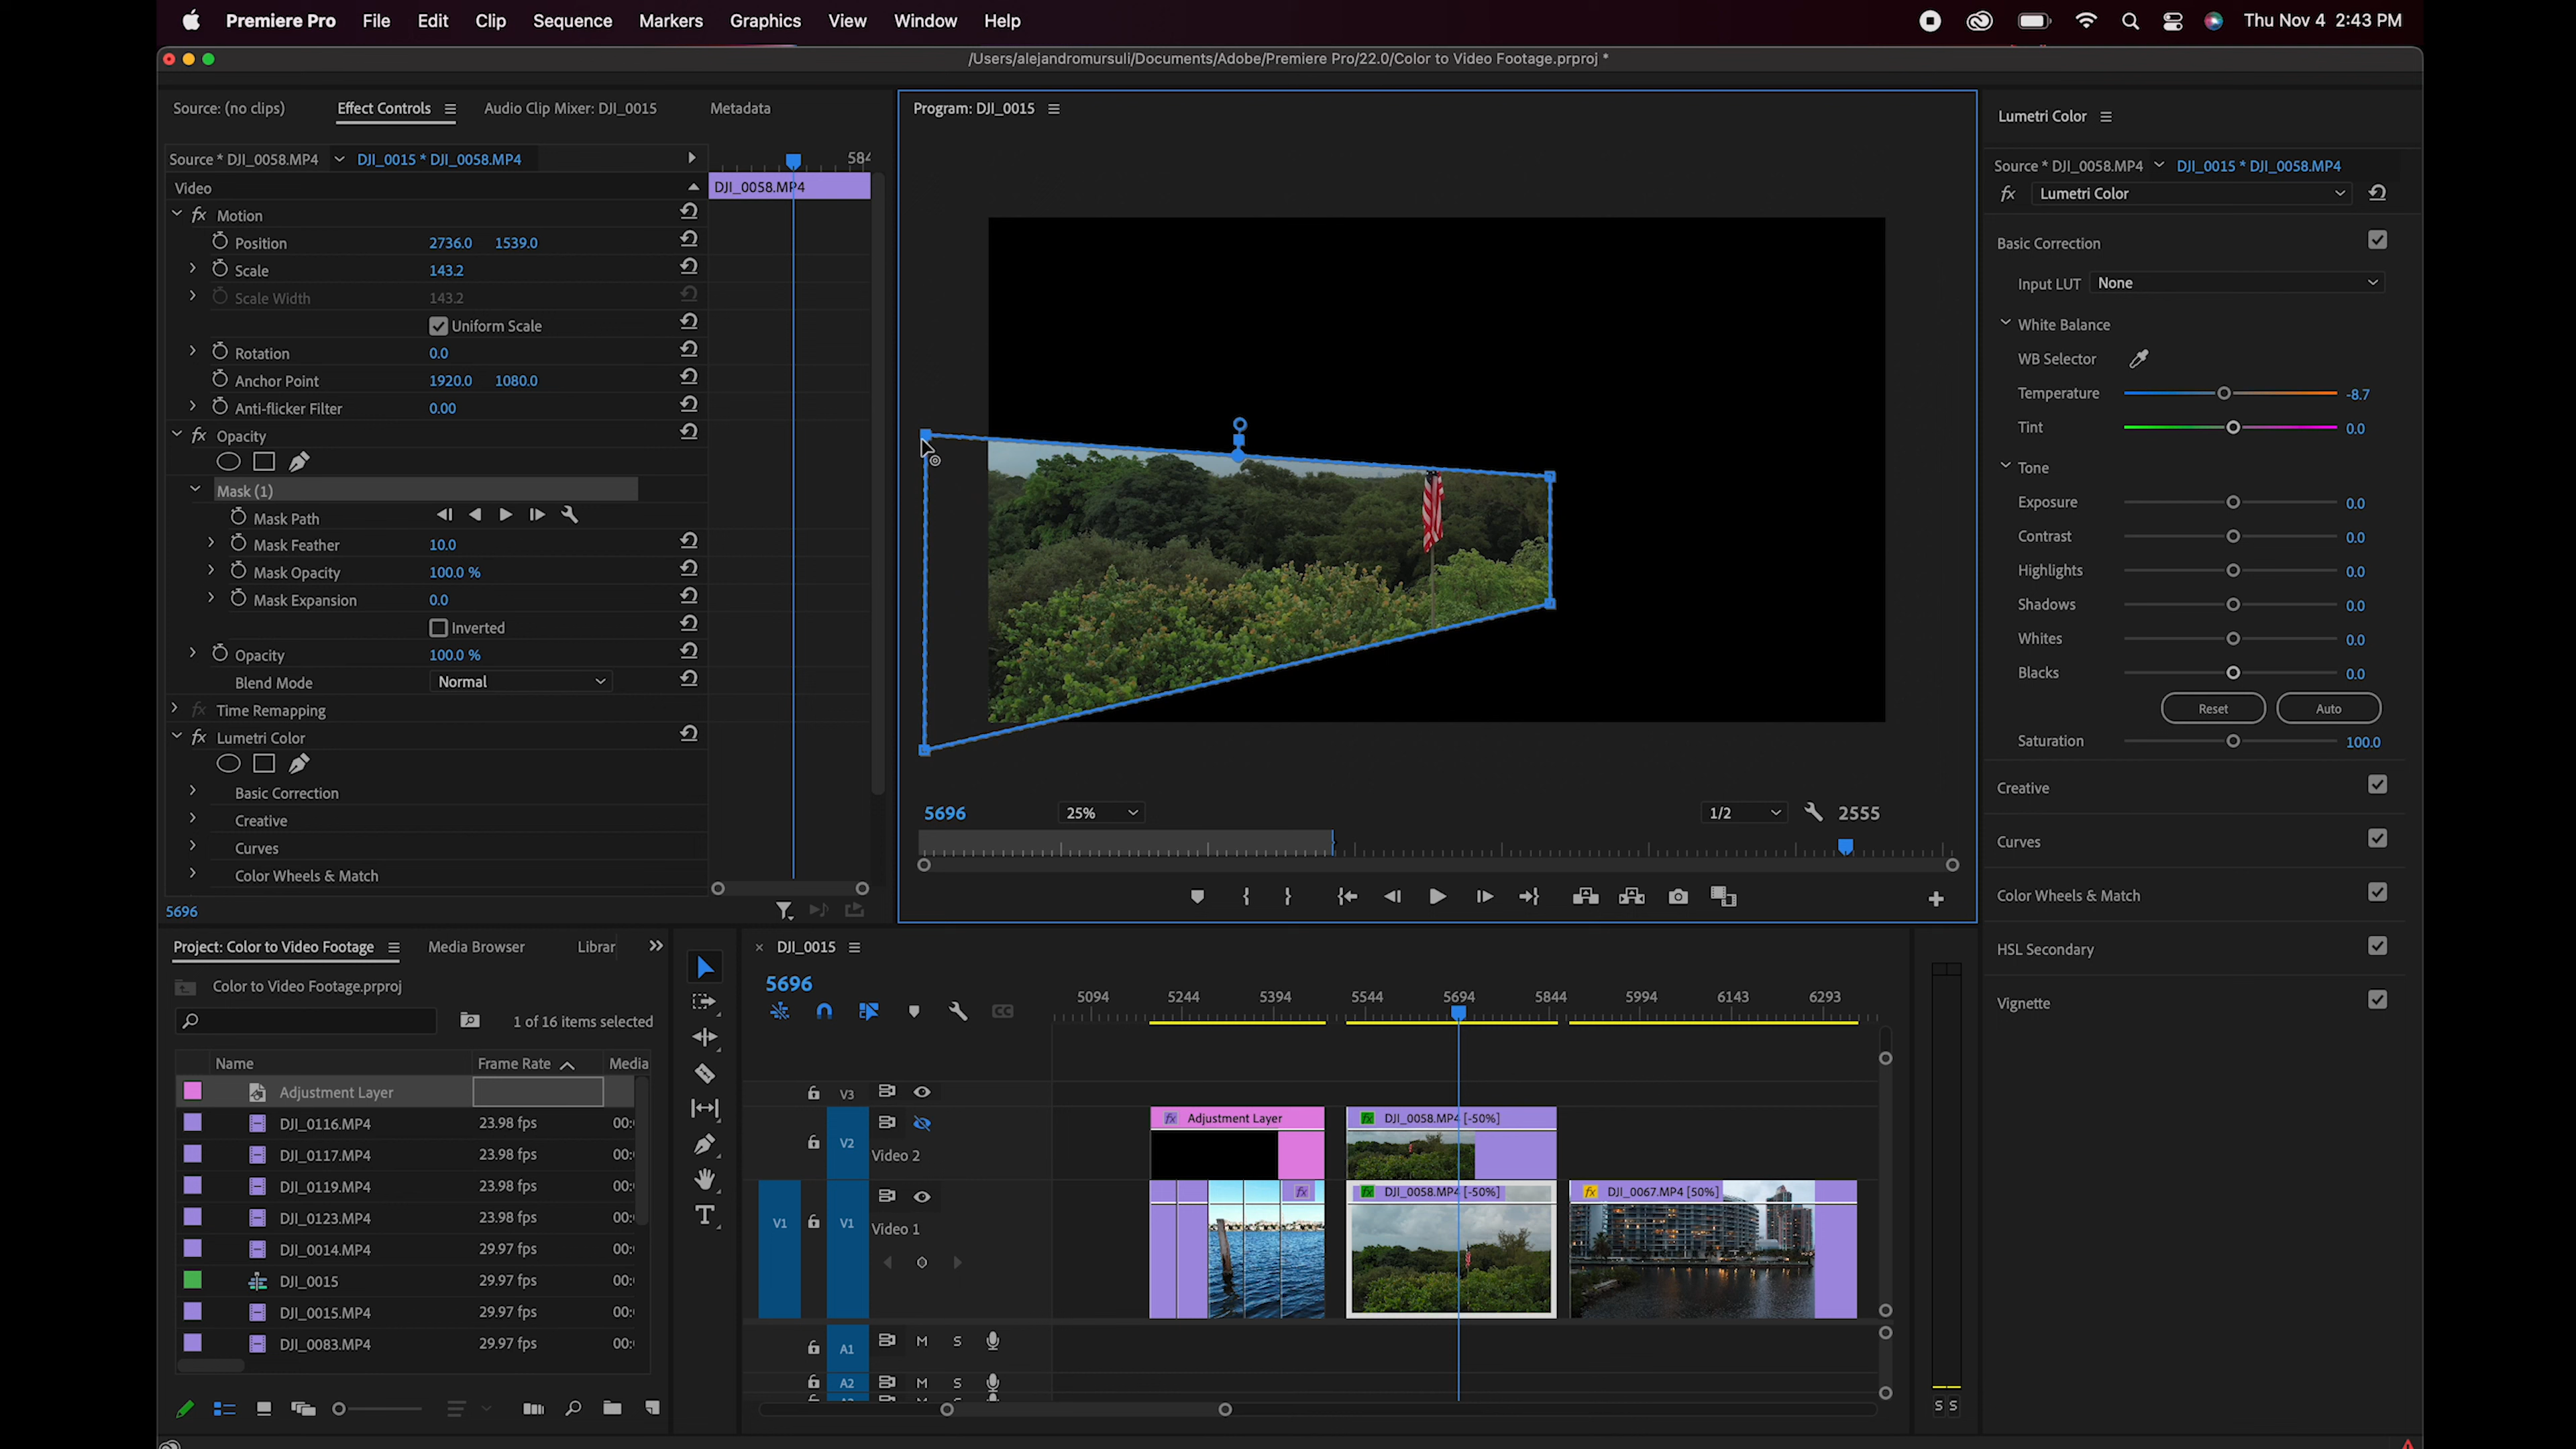 Premiere Pro File Edit Clip Sequence Markers Graphics View Window Help Thu Nov 4 2:43 PM
/Users/alejandromursuli/Documents/Adobe/Premiere Pro/22.0/Color to Video Footage.prproj *
Source: (no clips) Effect Controls Audio Clip Mixer: DJI_0015 Metadata
Source * DJI_0058.MP4 DJI_0015 * DJI_0058.MP4
Video
Motion
Position 2736.0 1539.0
Scale 143.2
Scale Width 143.2
Uniform Scale
Rotation 0.0
Anchor Point 1920.0 1080.0
Anti-flicker Filter 0.00
Opacity
Mask (1)
Mask Path
Mask Feather 10.0
Mask Opacity 100.0 %
Mask Expansion 0.0
Inverted
Opacity 100.0 %
Blend Mode Normal
fx Time Remapping
fx Lumetri Color
Basic Correction
Creative
Curves
Color Wheels & Match
5696
DJI_0058.MP4
Program: DJI_0015
5696 25% 1/2 2555
Lumetri Color
Source * DJI_0058.MP4 DJI_0015 * DJI_0058.MP4
fx Lumetri Color
Basic Correction
Input LUT None
White Balance
WB Selector
Temperature -8.7
Tint 0.0
Tone
Exposure 0.0
Contrast 0.0
Highlights 0.0
Shadows 0.0
Whites 0.0
Blacks 0.0
Reset Auto
Saturation 100.0
Creative
Curves
Color Wheels & Match
HSL Secondary
Vignette
Project: Color to Video Footage Media Browser Librar
Color to Video Footage.prproj
1 of 16 items selected
Name Frame Rate Media
Adjustment Layer
DJI_0116.MP4 23.98 fps 00:
DJI_0117.MP4 23.98 fps 00:
DJI_0119.MP4 23.98 fps 00:
DJI_0123.MP4 23.98 fps 00:
DJI_0014.MP4 29.97 fps 00:
DJI_0015 29.97 fps 00:
DJI_0015.MP4 29.97 fps 00:
DJI_0083.MP4 29.97 fps 00:
DJI_0015
5696
5094 5244 5394 5544 5694 5844 5994 6143 6293
CC
V3
V2 Video 2
fx Adjustment Layer
fx DJI_0058.MP4 [-50%]
V1 V1 Video 1
fx
fx DJI_0058.MP4 [-50%]
fx DJI_0067.MP4 [50%]
A1 M S
A2 M S
S S